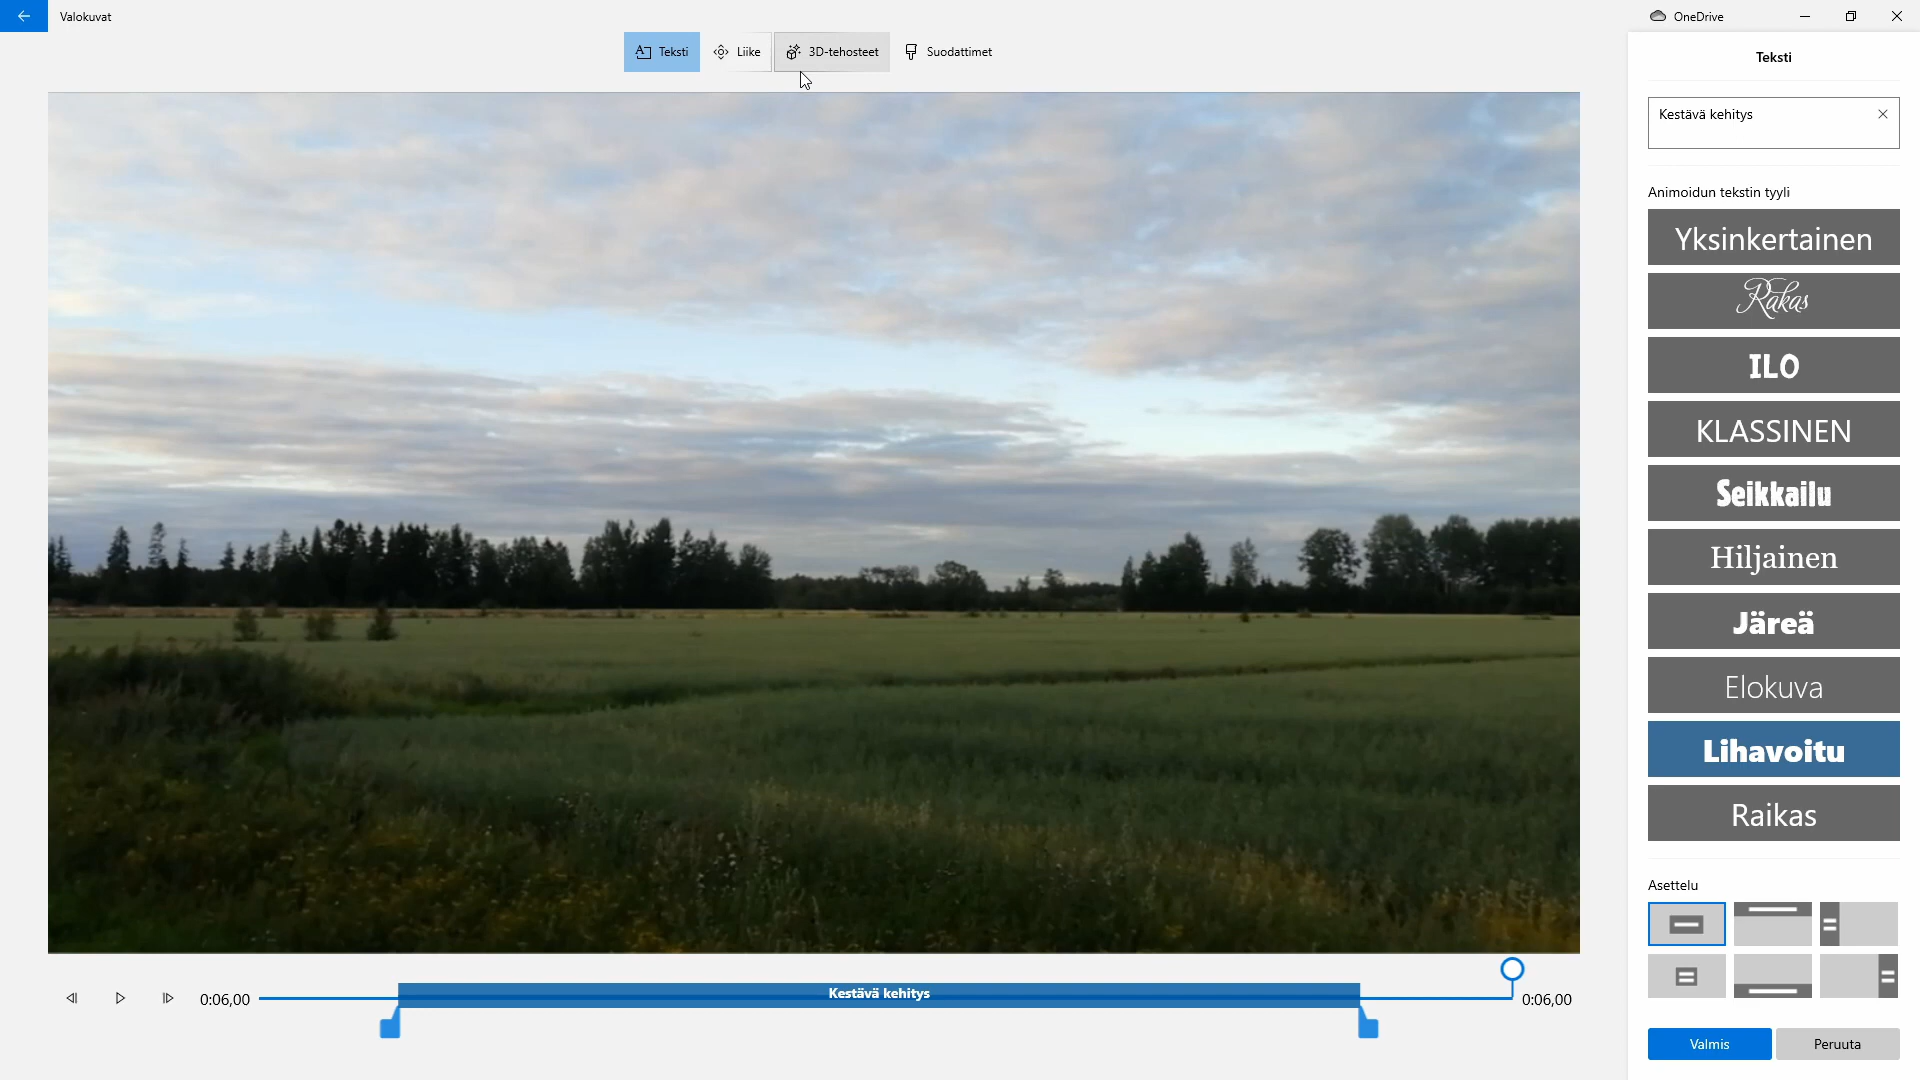 Valokuvat
OneDrive
Teksti
Liike
3D-tehosteet
Suodattimet
Teksti
Kestävä kehitys
Animoidun tekstin tyyli
Yksinkertainen
Rakas
ILO
KLASSINEN
Seikkailu
Hiljainen
Järeä
Elokuva
Lihavoitu
Raikas
Asettelu
0:06,00
Kestävä kehitys
0:06,00
Valmis
Peruuta